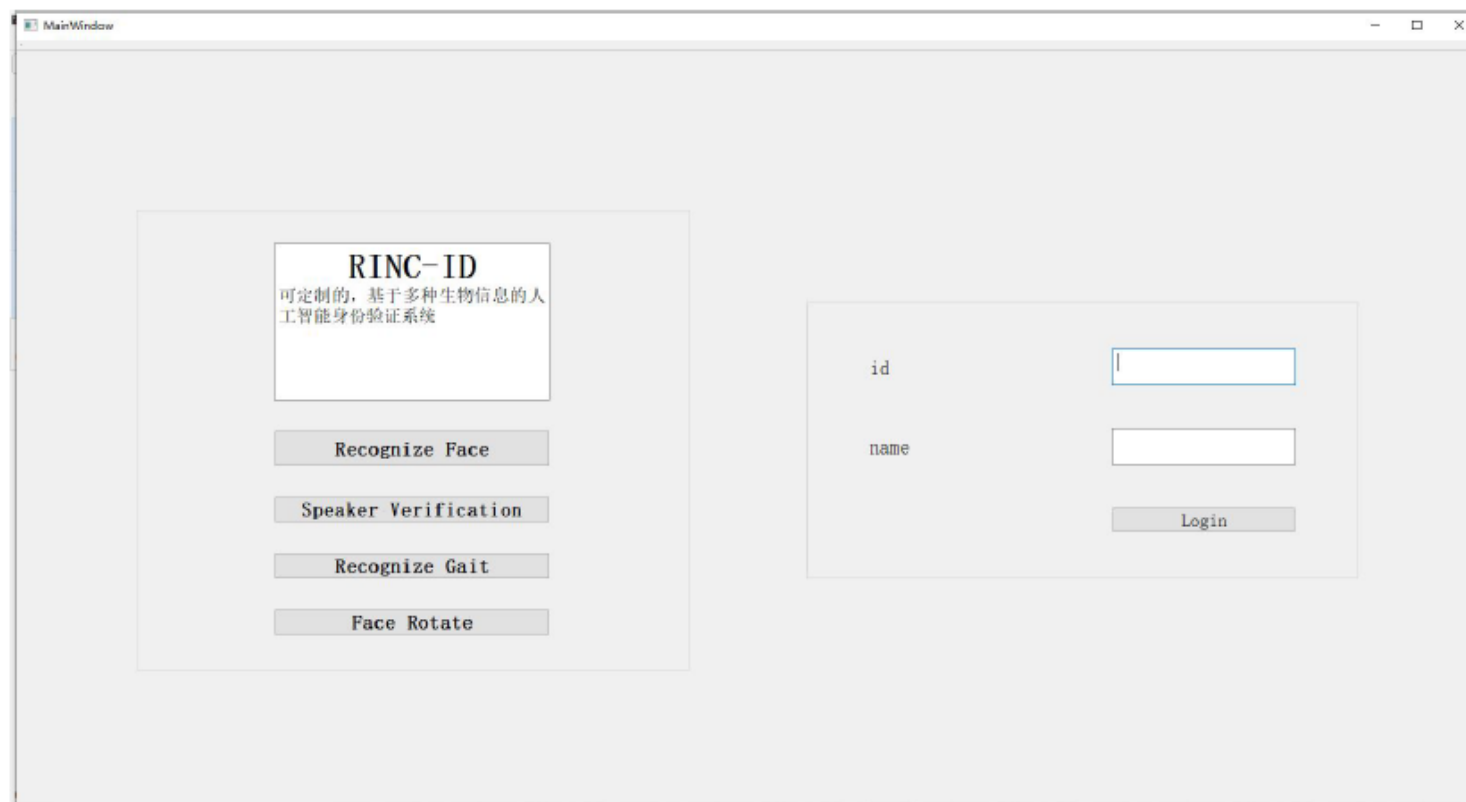 MainWindow
RINC-ID
可定制的，基于多种生物信息的人
工智能身份验证系统
Recognize Face
Speaker Verification
Recognize Gait
Face Rotate
id
name
Login